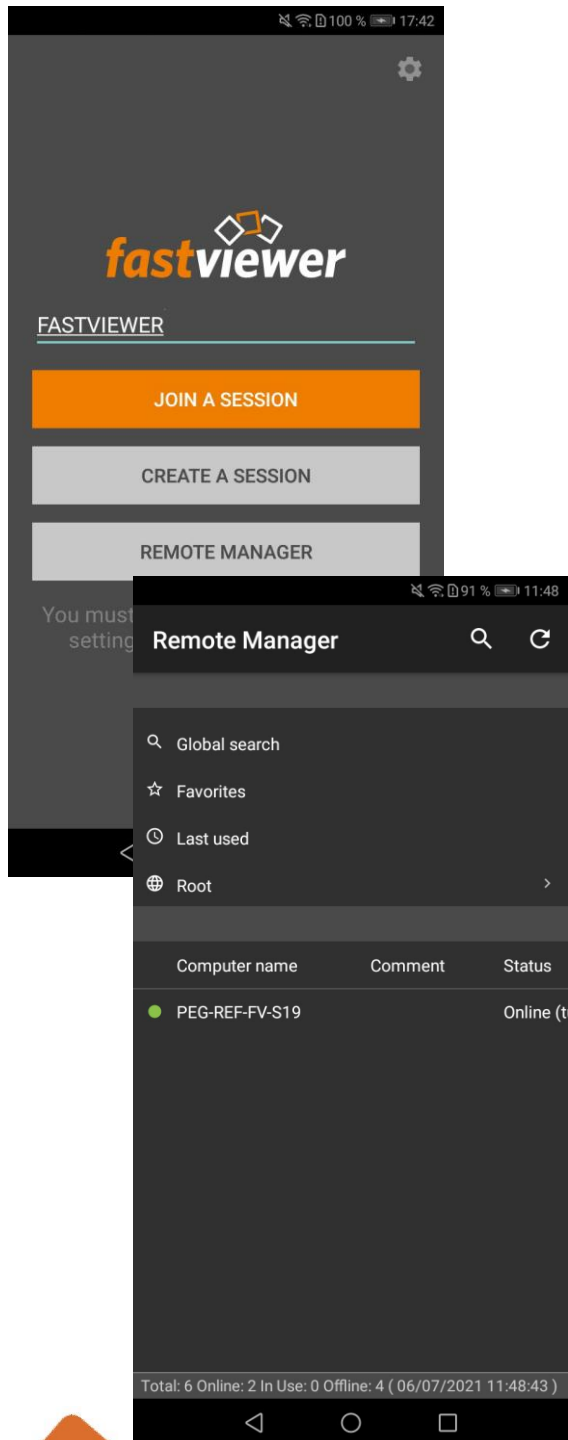 100 % 17:42
fastviewer
FASTVIEWER
JOIN A SESSION
CREATE A SESSION
REMOTE MANAGER
You must
setting
91 % 11:48
Remote Manager
Global search
Favorites
Last used
Root
Computer name Comment Status
PEG-REF-FV-S19 Online (t
Total: 6 Online: 2 In Use: 0 Offline: 4 ( 06/07/2021 11:48:43 )